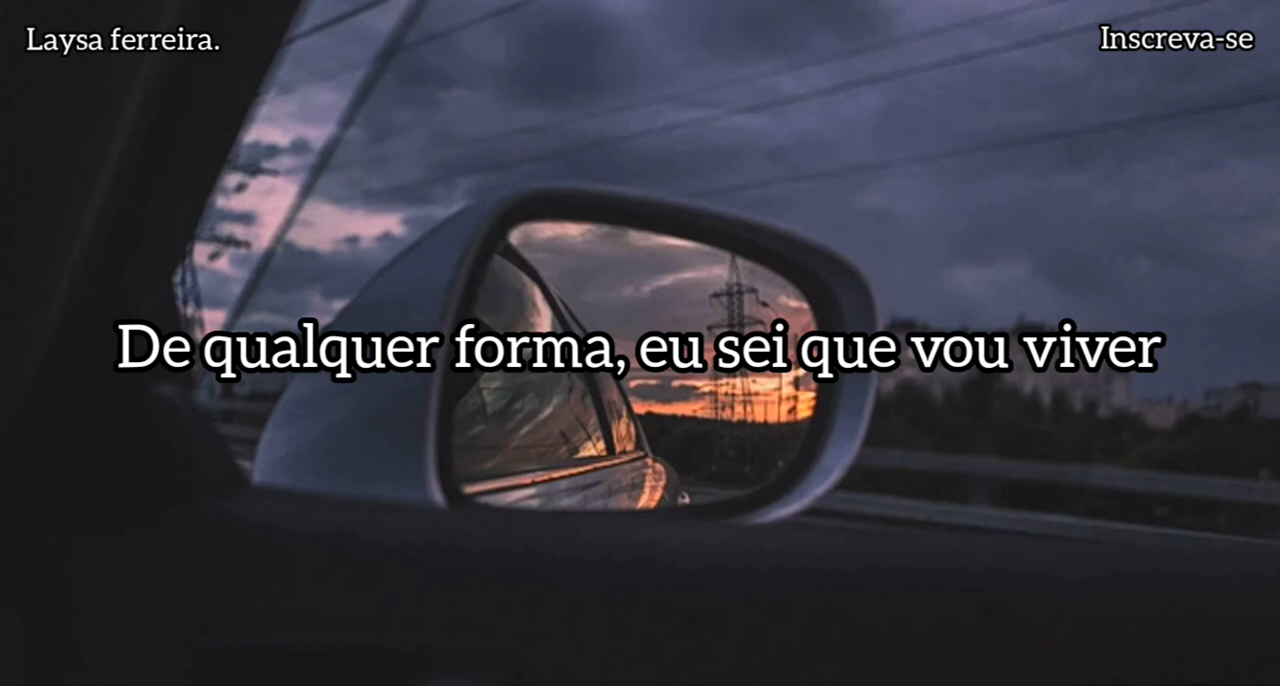 Laysa ferreira.
Inscreva-se
De qualquer forma, eu sei que vou viver